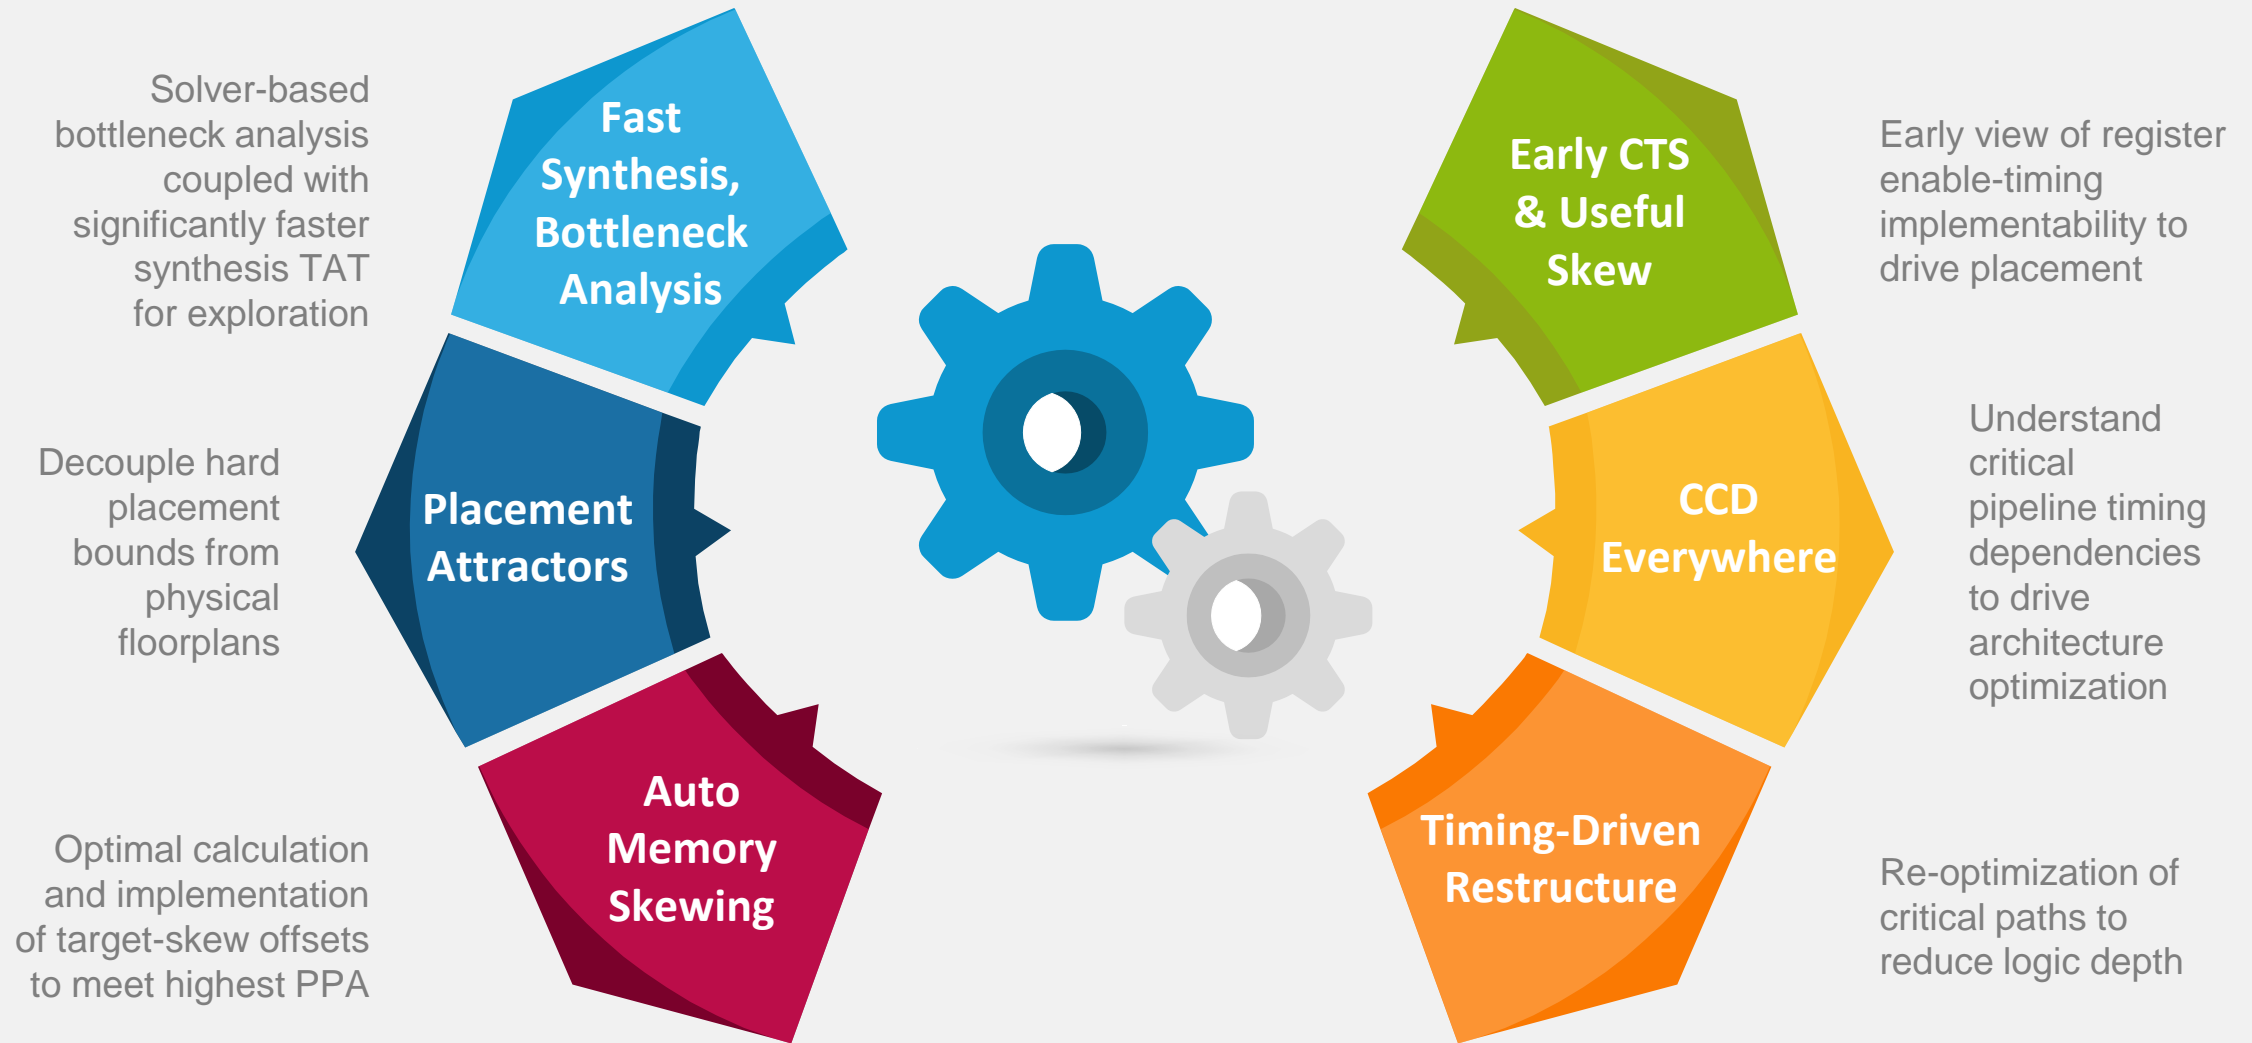 Solver-based
bottleneck analysis
coupled with
significantly faster
synthesis TAT
for exploration
Fast
Synthesis,
Bottleneck
Analysis
Early CTS
& Useful
Skew
Early view of register
enable-timing
implementability to
drive placement
Decouple hard
placement
bounds from
physical
floorplans
Placement
Attractors
CCD
Everywhere
Understand
critical
pipeline timing
dependencies
to drive
architecture
optimization
Optimal calculation
and implementation
of target-skew offsets
to meet highest PPA
Auto
Memory
Skewing
Timing-Driven
Restructure
Re-optimization of
critical paths to
reduce logic depth